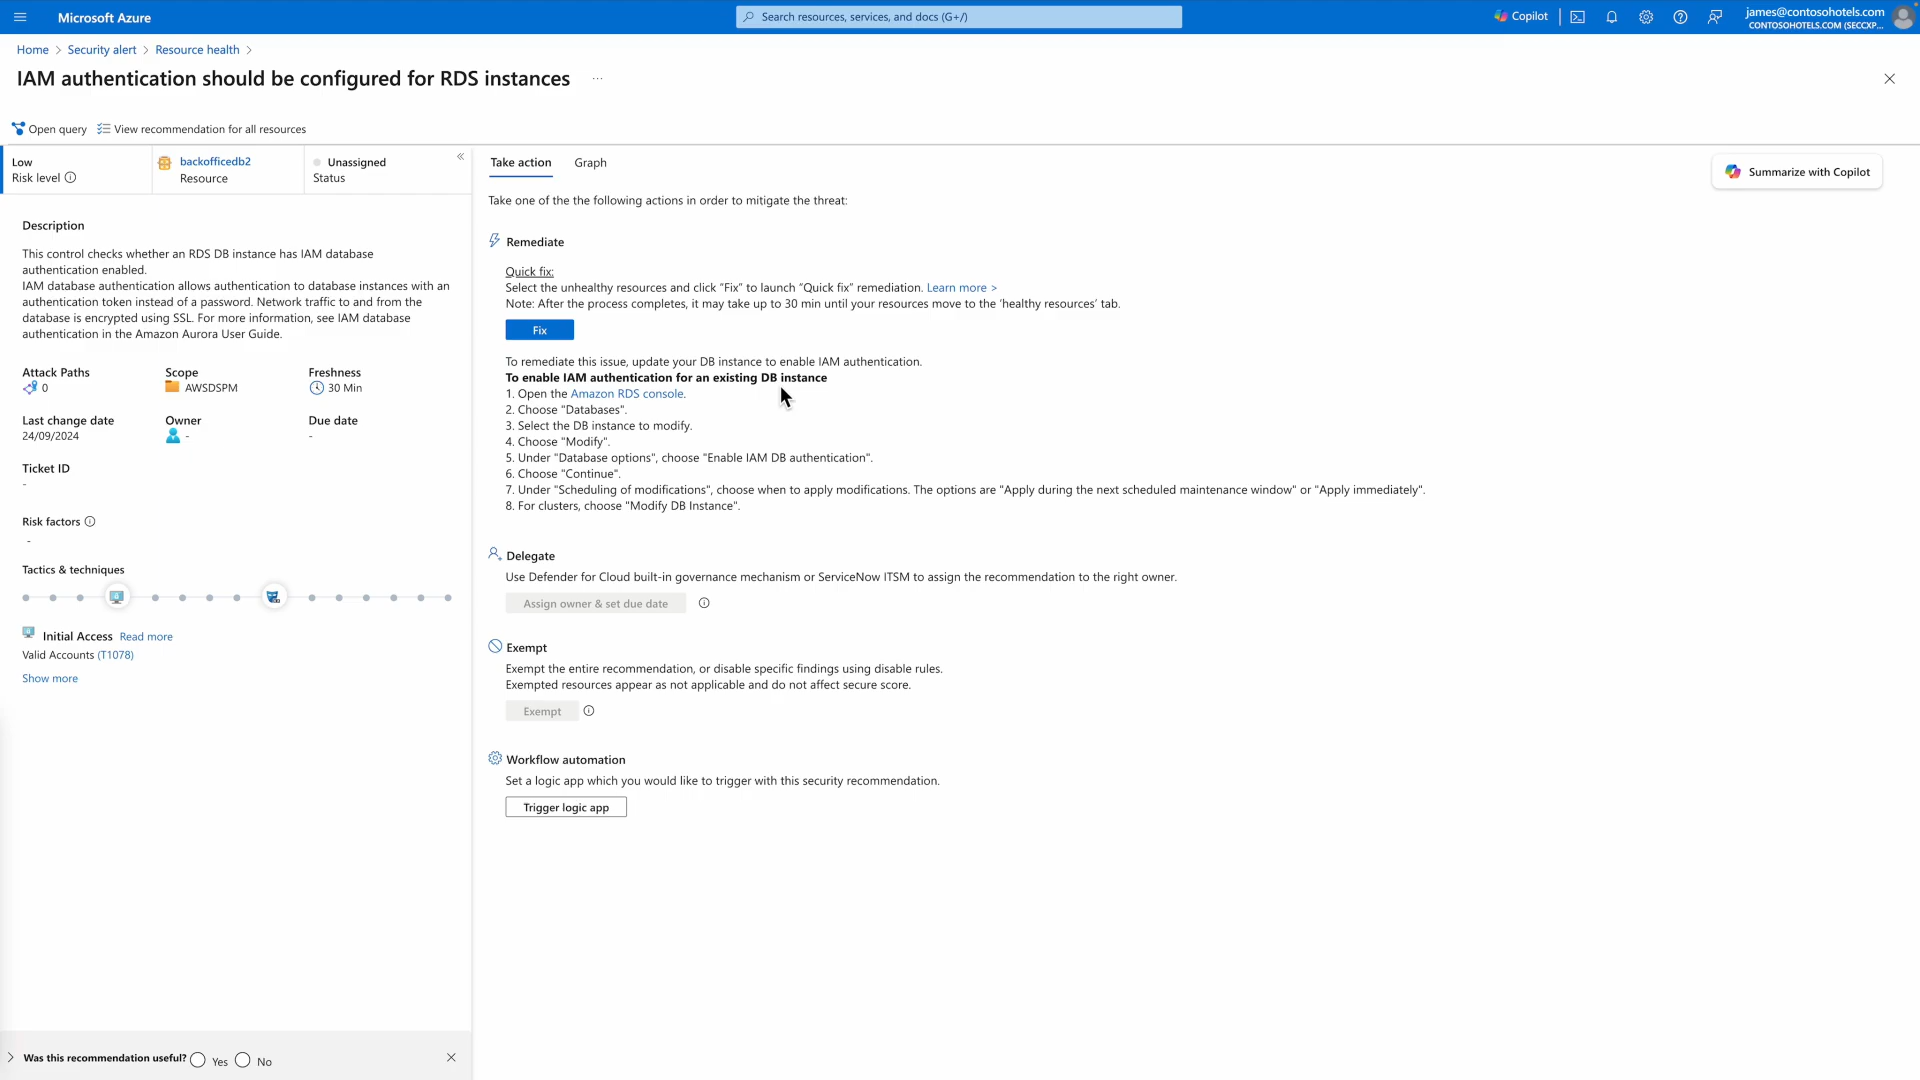 Microsoft Azure
Search resources, services, and docs (G+/)
Copilot
james@contosohotels.com
CONTOSOHOTELS.COM (SECCXP...
Home > Security alert > Resource health >
IAM authentication should be configured for RDS instances ...
Open query
View recommendation for all resources
Low
Risk level
backofficedb2
Resource
Unassigned
Status
Description
This control checks whether an RDS DB instance has IAM database
authentication enabled.
IAM database authentication allows authentication to database instances with an
authentication token instead of a password. Network traffic to and from the
database is encrypted using SSL. For more information, see IAM database
authentication in the Amazon Aurora User Guide.
Attack Paths
0
Scope
AWSDSPM
Freshness
30 Min
Last change date
24/09/2024
Owner
-
Due date
-
Ticket ID
-
Risk factors
-
Tactics & techniques
Initial Access Read more
Valid Accounts (T1078)
Show more
Was this recommendation useful? Yes No
Take action
Graph
Summarize with Copilot
Take one of the the following actions in order to mitigate the threat:
Remediate
Quick fix:
Select the unhealthy resources and click “Fix” to launch “Quick fix” remediation. Learn more >
Note: After the process completes, it may take up to 30 min until your resources move to the ‘healthy resources’ tab.
Fix
To remediate this issue, update your DB instance to enable IAM authentication.
To enable IAM authentication for an existing DB instance
1. Open the Amazon RDS console.
2. Choose "Databases".
3. Select the DB instance to modify.
4. Choose "Modify".
5. Under "Database options", choose "Enable IAM DB authentication".
6. Choose "Continue".
7. Under "Scheduling of modifications", choose when to apply modifications. The options are "Apply during the next scheduled maintenance window" or "Apply immediately".
8. For clusters, choose "Modify DB Instance".
Delegate
Use Defender for Cloud built-in governance mechanism or ServiceNow ITSM to assign the recommendation to the right owner.
Assign owner & set due date
Exempt
Exempt the entire recommendation, or disable specific findings using disable rules.
Exempted resources appear as not applicable and do not affect secure score.
Exempt
Workflow automation
Set a logic app which you would like to trigger with this security recommendation.
Trigger logic app